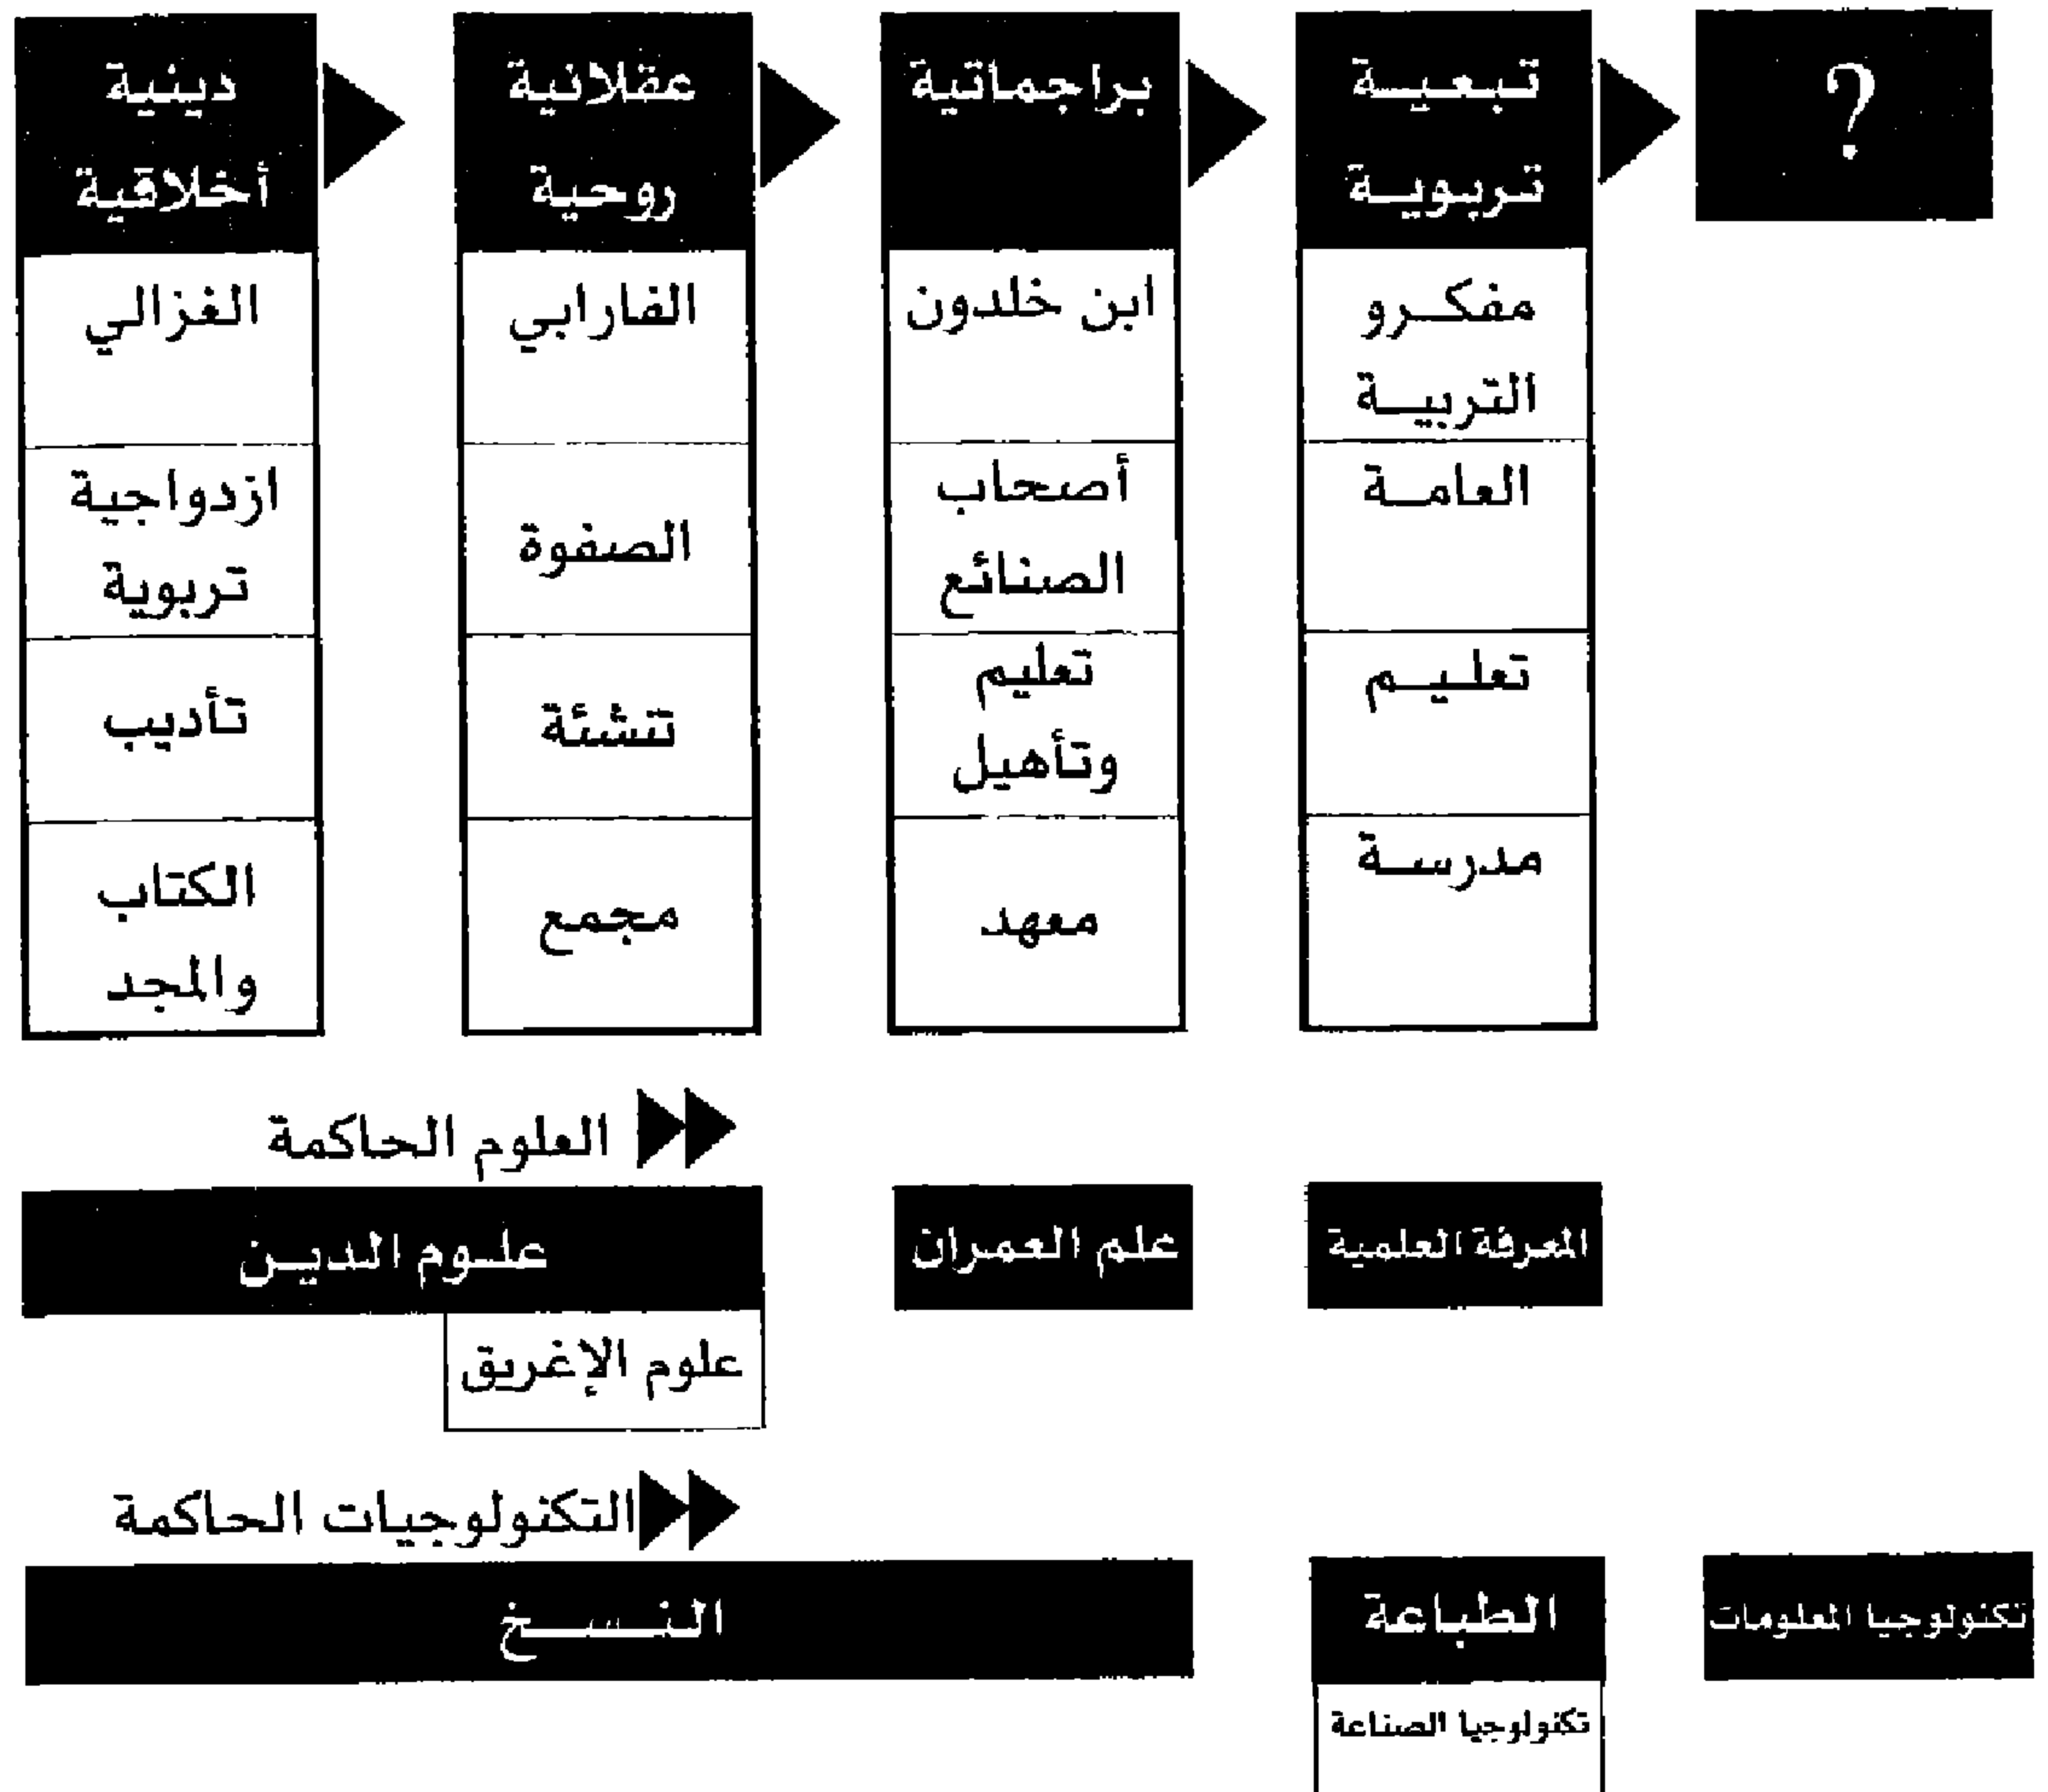 دينية
أخلاقية
عقلانية
روحية
براجماتية
تبعية
تربوية
?
الغزالي
الفارابي
ابن خلدون
مفكرو
التربية
ازدواجية
تربوية
الصفوة
أصحاب
الصنائع
العامة
تأديب
تنشئة
تعليم
وتأهيل
تعليم
الكتاب
والمجد
مجمع
معهد
مدرسة
العلوم الحاكمة
علوم الدين
علم العمران
المعرفة العلمية
علوم الإغريق
التكنولوجيات الحاكمة
النسخ
الطباعة
تكنولوجيا المعلومات
تكنولوجيا الصناعة